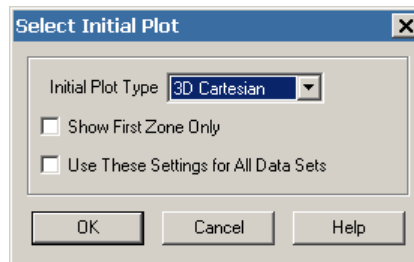 Select Initial Plot
Initial Plot Type 3D Cartesian
Show First Zone Only
Use These Settings for All Data Sets
OK Cancel Help